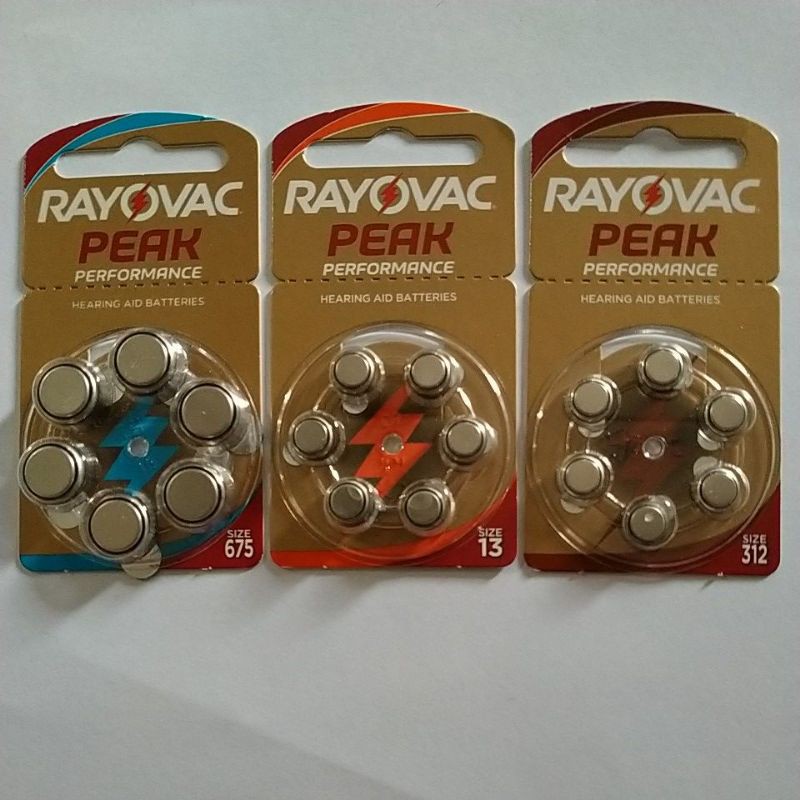 RAYOVAC
PEAK
PERFORMANCE
HEARING AID BATTERIES
SIZE
675
RAYOVAC
PEAK
PERFORMANCE
HEARING AID BATTERIES
SIZE
13
RAYOVAC
PEAK
PERFORMANCE
HEARING AID BATTERIES
SIZE
312